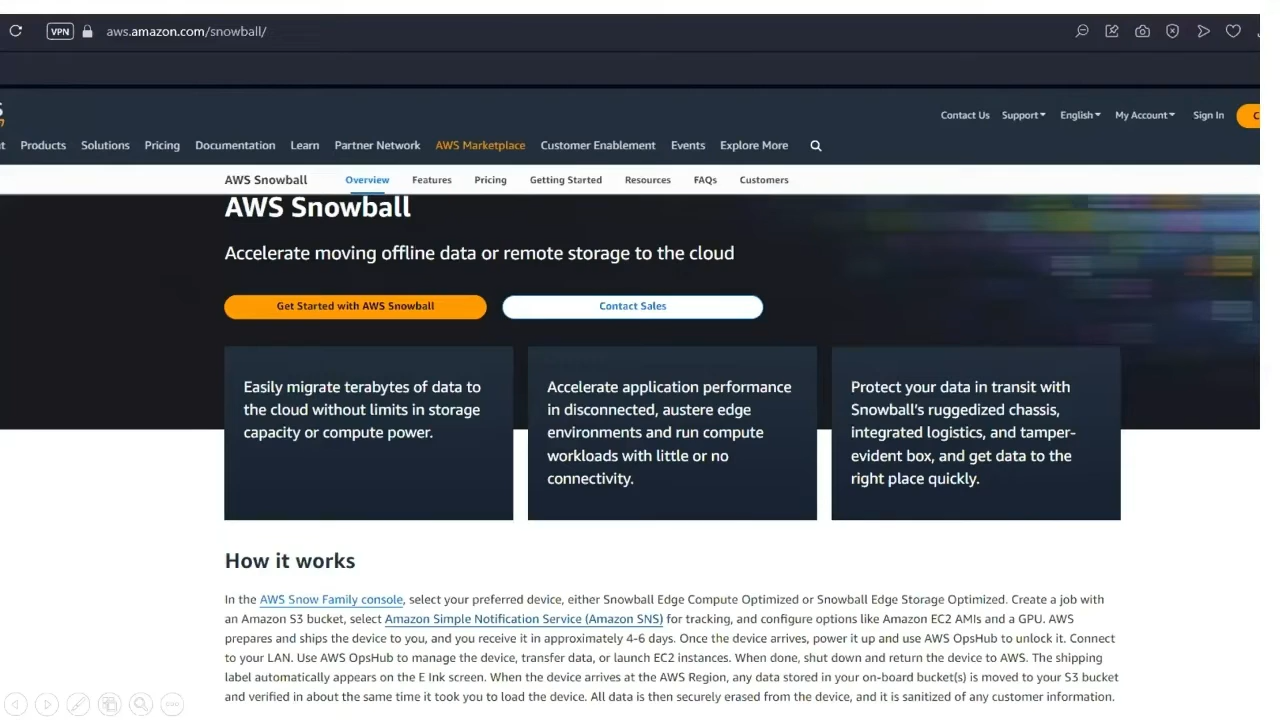 VPN aws.amazon.com/snowball/
Contact Us Support English My Account Sign In
Products Solutions Pricing Documentation Learn Partner Network AWS Marketplace Customer Enablement Events Explore More
AWS Snowball Overview Features Pricing Getting Started Resources FAQs Customers
AWS Snowball
Accelerate moving offline data or remote storage to the cloud
Get Started with AWS Snowball Contact Sales
Easily migrate terabytes of data to
the cloud without limits in storage
capacity or compute power.
Accelerate application performance
in disconnected, austere edge
environments and run compute
workloads with little or no
connectivity.
Protect your data in transit with
Snowball's ruggedized chassis,
integrated logistics, and tamper-
evident box, and get data to the
right place quickly.
How it works
In the AWS Snow Family console, select your preferred device, either Snowball Edge Compute Optimized or Snowball Edge Storage Optimized. Create a job with
an Amazon S3 bucket, select Amazon Simple Notification Service (Amazon SNS) for tracking, and configure options like Amazon EC2 AMIs and a GPU. AWS
prepares and ships the device to you, and you receive it in approximately 4-6 days. Once the device arrives, power it up and use AWS OpsHub to unlock it. Connect
to your LAN. Use AWS OpsHub to manage the device, transfer data, or launch EC2 instances. When done, shut down and return the device to AWS. The shipping
label automatically appears on the E Ink screen. When the device arrives at the AWS Region, any data stored in your on-board bucket(s) is moved to your S3 bucket
and verified in about the same time it took you to load the device. All data is then securely erased from the device, and it is sanitized of any customer information.